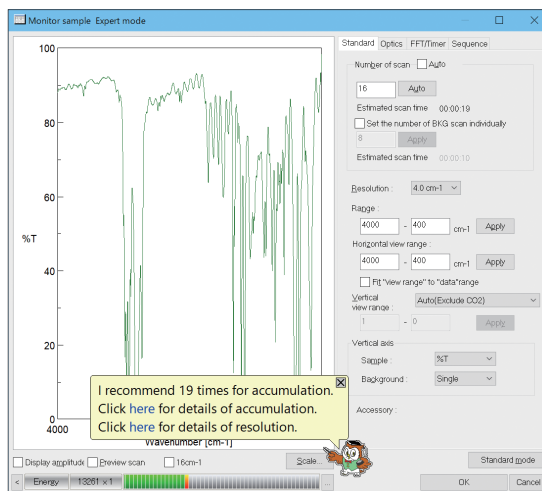 Monitor sample Expert mode
100
80
60
%T
40
20
0
4000
Wavenumber [cm-1]
I recommend 19 times for accumulation.
Click here for details of accumulation.
Click here for details of resolution.
Display amplitude Preview scan 16cm-1 Scale...
< Energy 13261 × 1 ...
Standard Optics FFT/Timer Sequence
Number of scan Auto
16 Auto
Estimated scan time 00:00:19
Set the number of BKG scan individually
8 Apply
Estimated scan time 00:00:10
Resolution : 4.0 cm-1
Range :
4000 - 400 cm-1 Apply
Horizontal view range :
4000 - 400 cm-1 Apply
Fit "view range" to "data"range
Vertical
view range : Auto(Exclude CO2)
1 - 0 Apply
Vertical axis
Sample : %T
Background : Single
Accessory :
Standard mode
OK Cancel